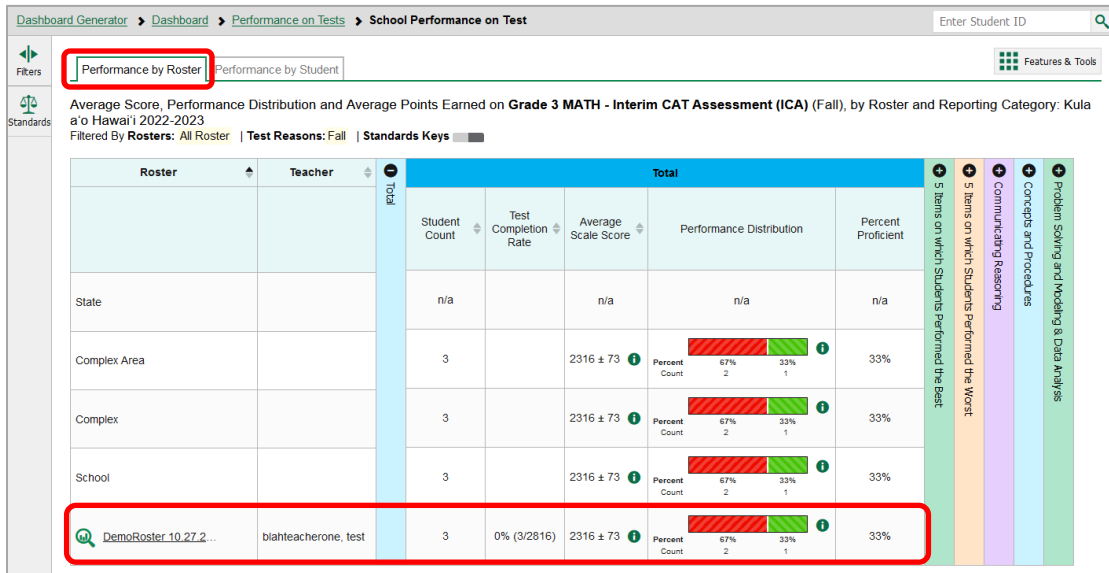 Dashboard Generator > Dashboard > Performance on Tests > School Performance on Test
Enter Student ID
Filters
Standards
Performance by Roster
Performance by Student
Features & Tools
Average Score, Performance Distribution and Average Points Earned on Grade 3 MATH - Interim CAT Assessment (ICA) (Fall), by Roster and Reporting Category: Kula
aʻo Hawaiʻi 2022-2023
Filtered By Rosters: All Roster | Test Reasons: Fall | Standards Keys
Roster Teacher Total Total
Student Count
Test Completion Rate
Average Scale Score
Performance Distribution
Percent Proficient
5 Items on which Students Performed the Best
5 Items on which Students Performed the Worst
Communicating Reasoning
Concepts and Procedures
Problem Solving and Modeling & Data Analysis
State n/a n/a n/a n/a
Complex Area 3 2316 ± 73 33%
Percent 67% 33%
Count 2 1
Complex 3 2316 ± 73 33%
Percent 67% 33%
Count 2 1
School 3 2316 ± 73 33%
Percent 67% 33%
Count 2 1
DemoRoster 10.27.2... blahteacherone, test 3 0% (3/2816) 2316 ± 73 33%
Percent 67% 33%
Count 2 1